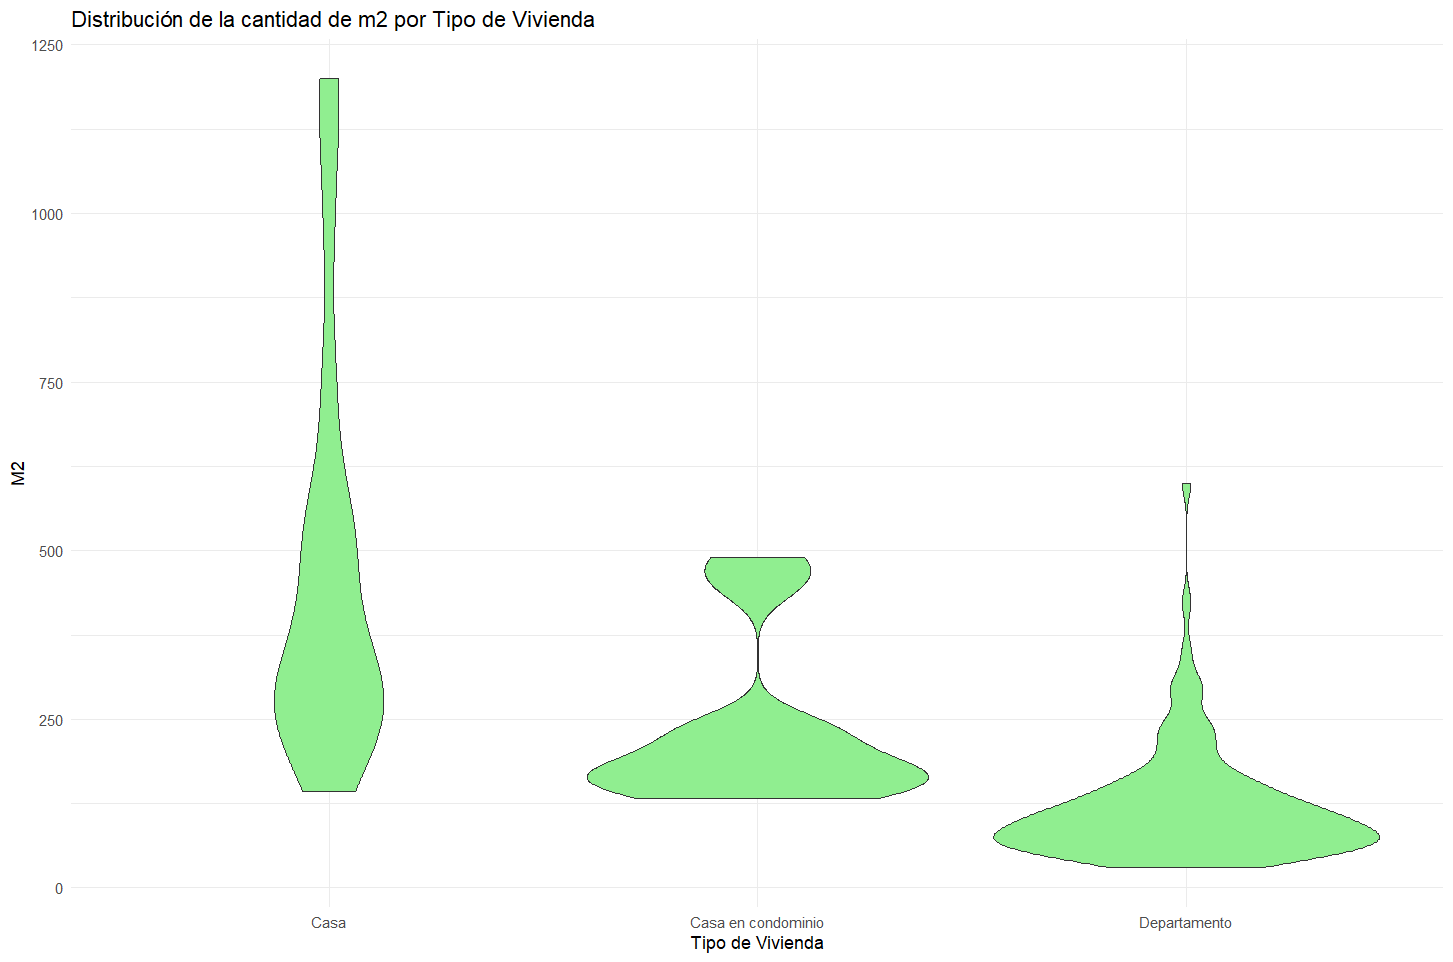 Distribución de la cantidad de m2 por Tipo de Vivienda
1250
1000
750
500
250
0
M2
Casa
Casa en condominio
Departamento
Tipo de Vivienda